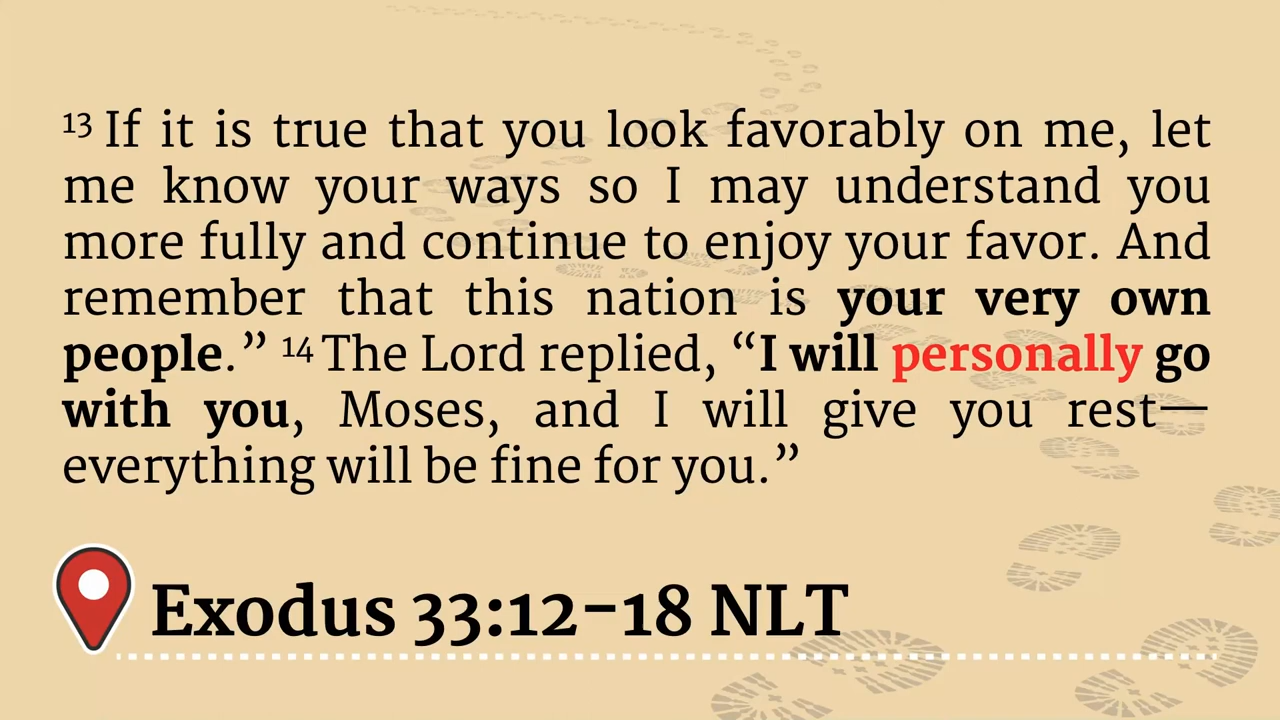 ¹³ If it is true that you look favorably on me, let
me know your ways so I may understand you
more fully and continue to enjoy your favor. And
remember that this nation is your very own
people.” ¹⁴ The Lord replied, “I will personally go
with you, Moses, and I will give you rest—
everything will be fine for you.”
Exodus 33:12–18 NLT